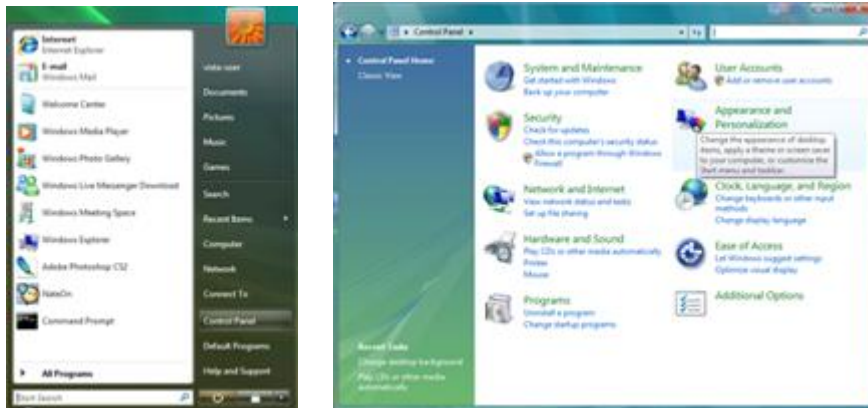 Internet
Internet Explorer
E-mail
Windows Mail
Welcome Center
Windows Media Player
Windows Photo Gallery
Windows Live Messenger Download
Windows Meeting Space
Windows Explorer
Adobe Photoshop CS2
NateOn
Command Prompt
All Programs
Start Search
vista user
Documents
Pictures
Music
Games
Search
Recent Items
Computer
Network
Connect To
Control Panel
Default Programs
Help and Support
Control Panel
Control Panel Home
Classic View
System and Maintenance
Get started with Windows
Back up your computer
Security
Check for updates
Check this computer's security status
Allow a program through Windows
Firewall
Network and Internet
View network status and tasks
Set up file sharing
Hardware and Sound
Play CDs or other media automatically
Printer
Mouse
Programs
Uninstall a program
Change startup programs
User Accounts
Add or remove user accounts
Appearance and
Personalization
Change the appearance of desktop
items, apply a theme or screen saver
to your computer, or customize the
Start menu and taskbar.
Clock, Language, and Region
Change keyboards or other input
methods
Change display language
Ease of Access
Let Windows suggest settings
Optimize visual display
Additional Options
Recent Tasks
Change desktop background
Play CDs or other media
automatically